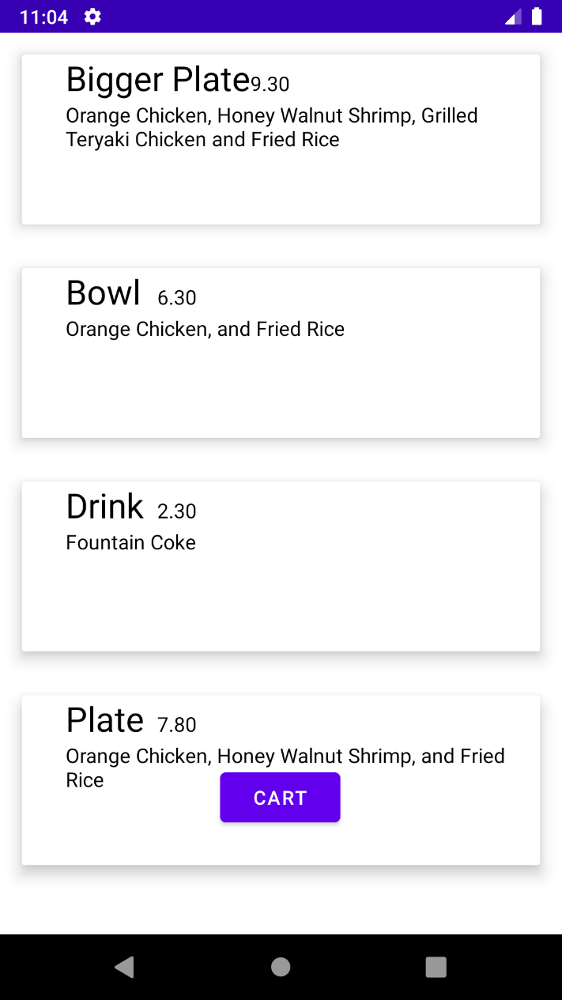 11:04
Bigger Plate9.30
Orange Chicken, Honey Walnut Shrimp, Grilled
Teryaki Chicken and Fried Rice
Bowl 6.30
Orange Chicken, and Fried Rice
Drink 2.30
Fountain Coke
Plate 7.80
Orange Chicken, Honey Walnut Shrimp, and Fried
Rice
CART